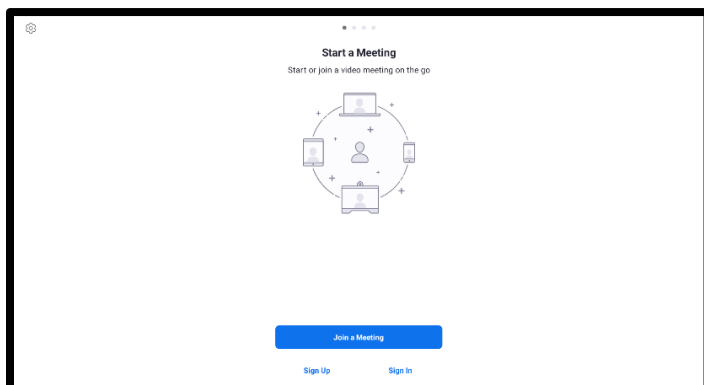 Start a Meeting
Start or join a video meeting on the go
Join a Meeting
Sign Up
Sign In